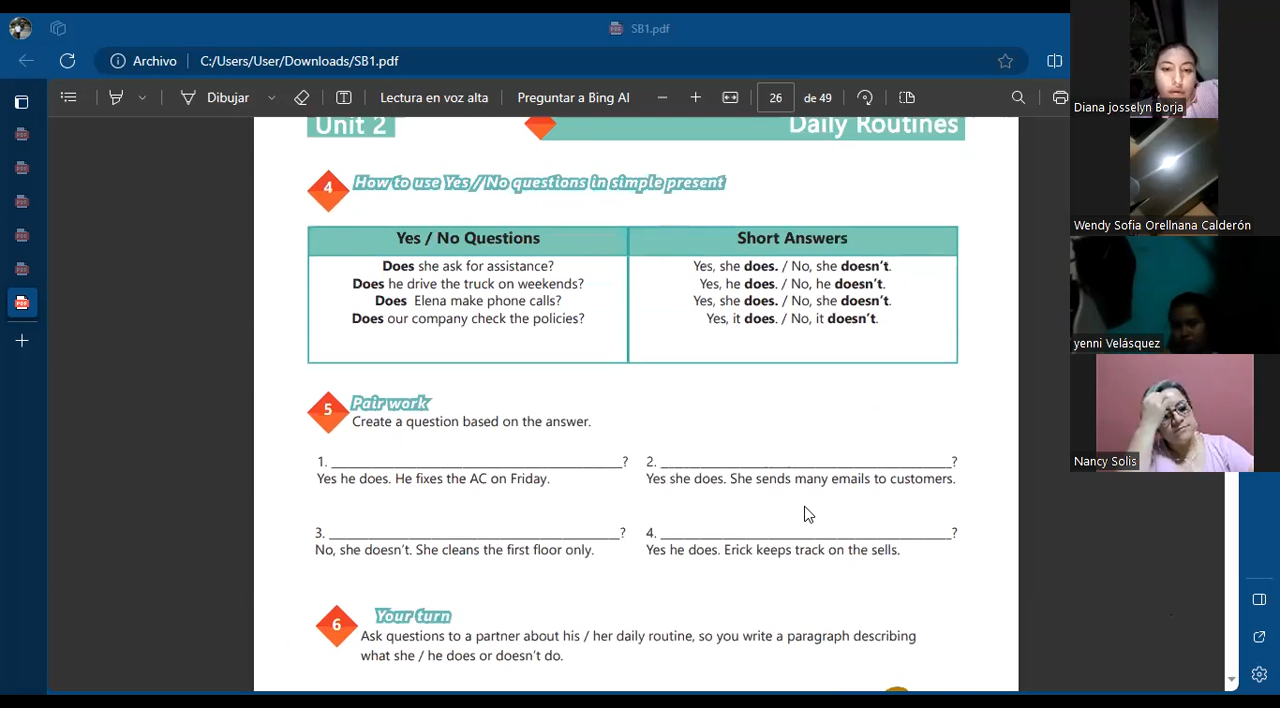 SB1.pdf
Archivo
C:/Users/User/Downloads/SB1.pdf
Dibujar
Lectura en voz alta
Preguntar a Bing AI
26
de 49
Unit 2
Daily Routines
4
How to use Yes / No questions in simple present
Yes / No Questions
Short Answers
Does she ask for assistance?
Yes, she does. / No, she doesn't.
Does he drive the truck on weekends?
Yes, he does. / No, he doesn't.
Does Elena make phone calls?
Yes, she does. / No, she doesn't.
Does our company check the policies?
Yes, it does. / No, it doesn't.
5
Pair work
Create a question based on the answer.
1. ________________________________________?
Yes he does. He fixes the AC on Friday.
2. ________________________________________?
Yes she does. She sends many emails to customers.
3. ________________________________________?
No, she doesn't. She cleans the first floor only.
4. ________________________________________?
Yes he does. Erick keeps track on the sells.
6
Your turn
Ask questions to a partner about his / her daily routine, so you write a paragraph describing
what she / he does or doesn't do.
Diana josselyn Borja
Wendy Sofia Orellnana Calderón
yenni Velásquez
Nancy Solis